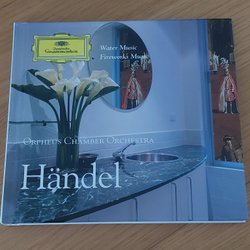 Deutsche
Grammophon
Water Music
Fireworks Music
Orpheus Chamber Orchestra
Händel